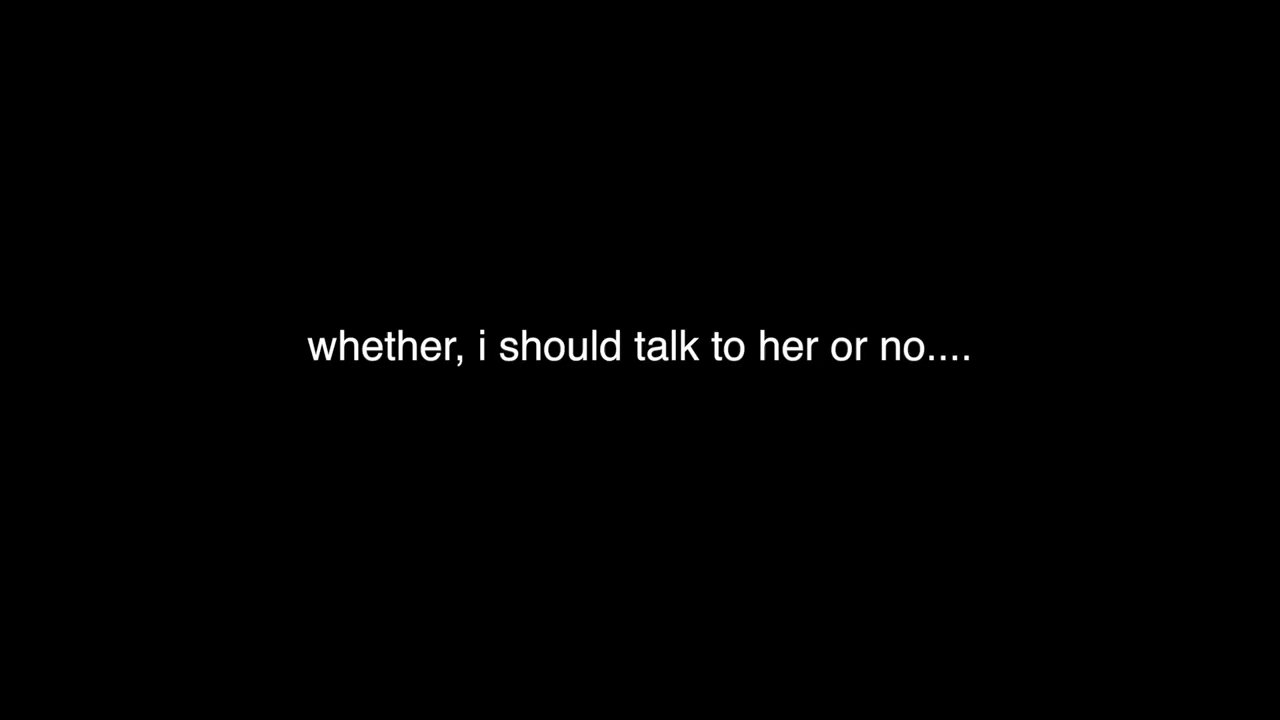 whether, i should talk to her or no....